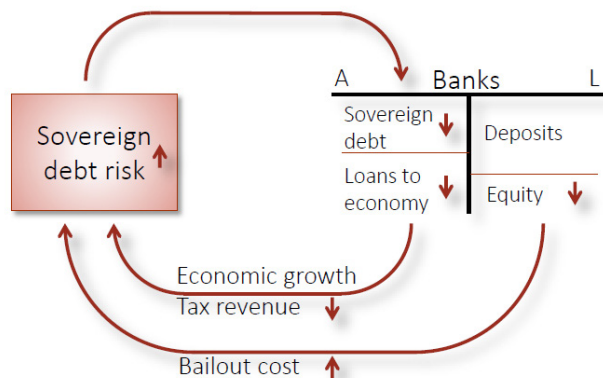 A Banks L
Sovereign
debt risk
Sovereign
debt
Deposits
Loans to
economy
Equity
Economic growth
Tax revenue
Bailout cost